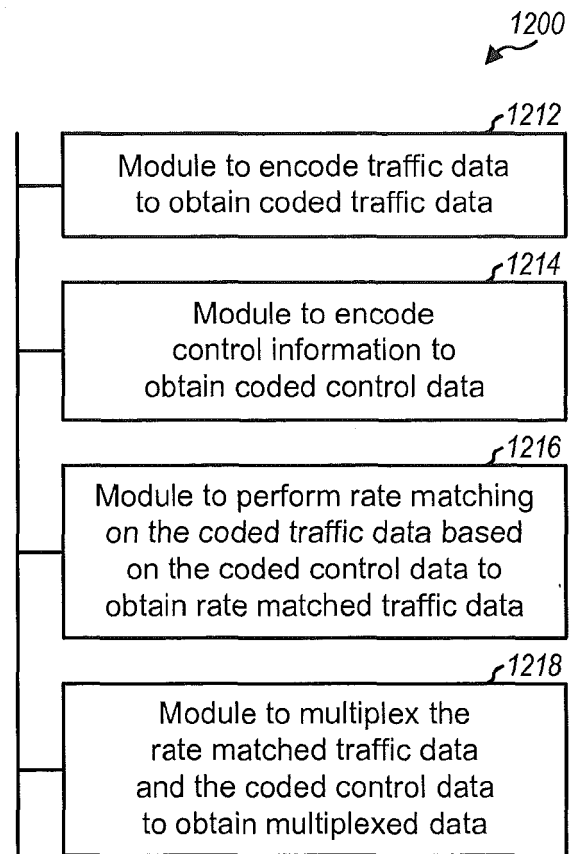 1200
1212
Module to encode traffic data
to obtain coded traffic data
1214
Module to encode
control information to
obtain coded control data
1216
Module to perform rate matching
on the coded traffic data based
on the coded control data to
obtain rate matched traffic data
1218
Module to multiplex the
rate matched traffic data
and the coded control data
to obtain multiplexed data